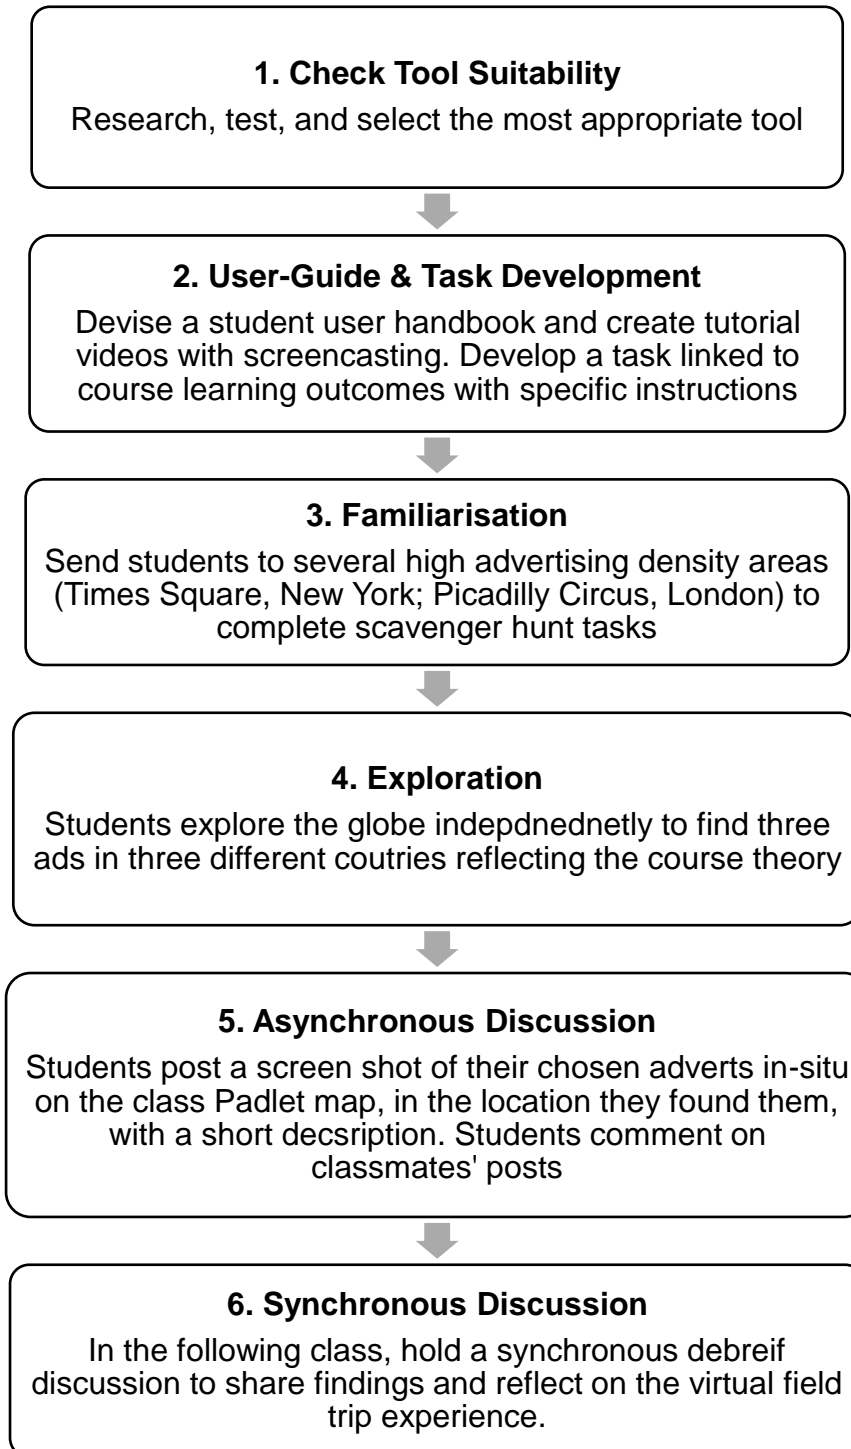 1. Check Tool Suitability
Research, test, and select the most appropriate tool
2. User-Guide & Task Development
Devise a student user handbook and create tutorial
videos with screencasting. Develop a task linked to
course learning outcomes with specific instructions
3. Familiarisation
Send students to several high advertising density areas
(Times Square, New York; Picadilly Circus, London) to
complete scavenger hunt tasks
4. Exploration
Students explore the globe indepdnednetly to find three
ads in three different coutries reflecting the course theory
5. Asynchronous Discussion
Students post a screen shot of their chosen adverts in-situ
on the class Padlet map, in the location they found them,
with a short decsription. Students comment on
classmates' posts
6. Synchronous Discussion
In the following class, hold a synchronous debreif
discussion to share findings and reflect on the virtual field
trip experience.